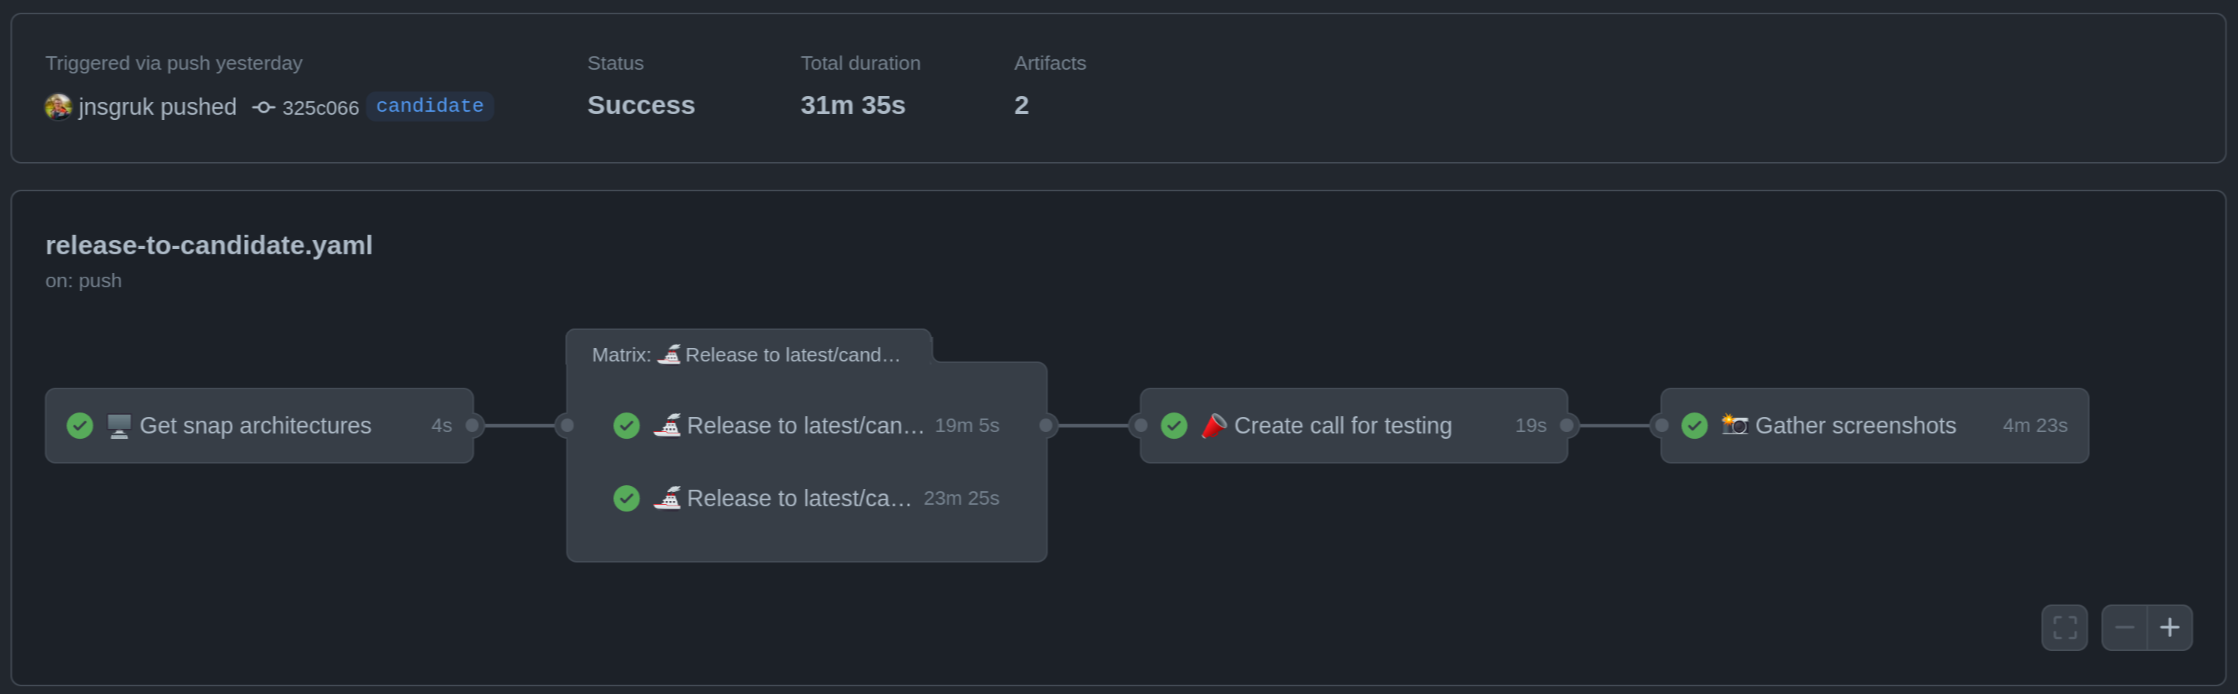 Triggered via push yesterday
jnsgruk pushed 325c066 candidate
Status
Success
Total duration
31m 35s
Artifacts
2
release-to-candidate.yaml
on: push
Get snap architectures 4s
Matrix: 🚤Release to latest/cand…
Release to latest/can… 19m 5s
Release to latest/ca… 23m 25s
Create call for testing 19s
Gather screenshots 4m 23s